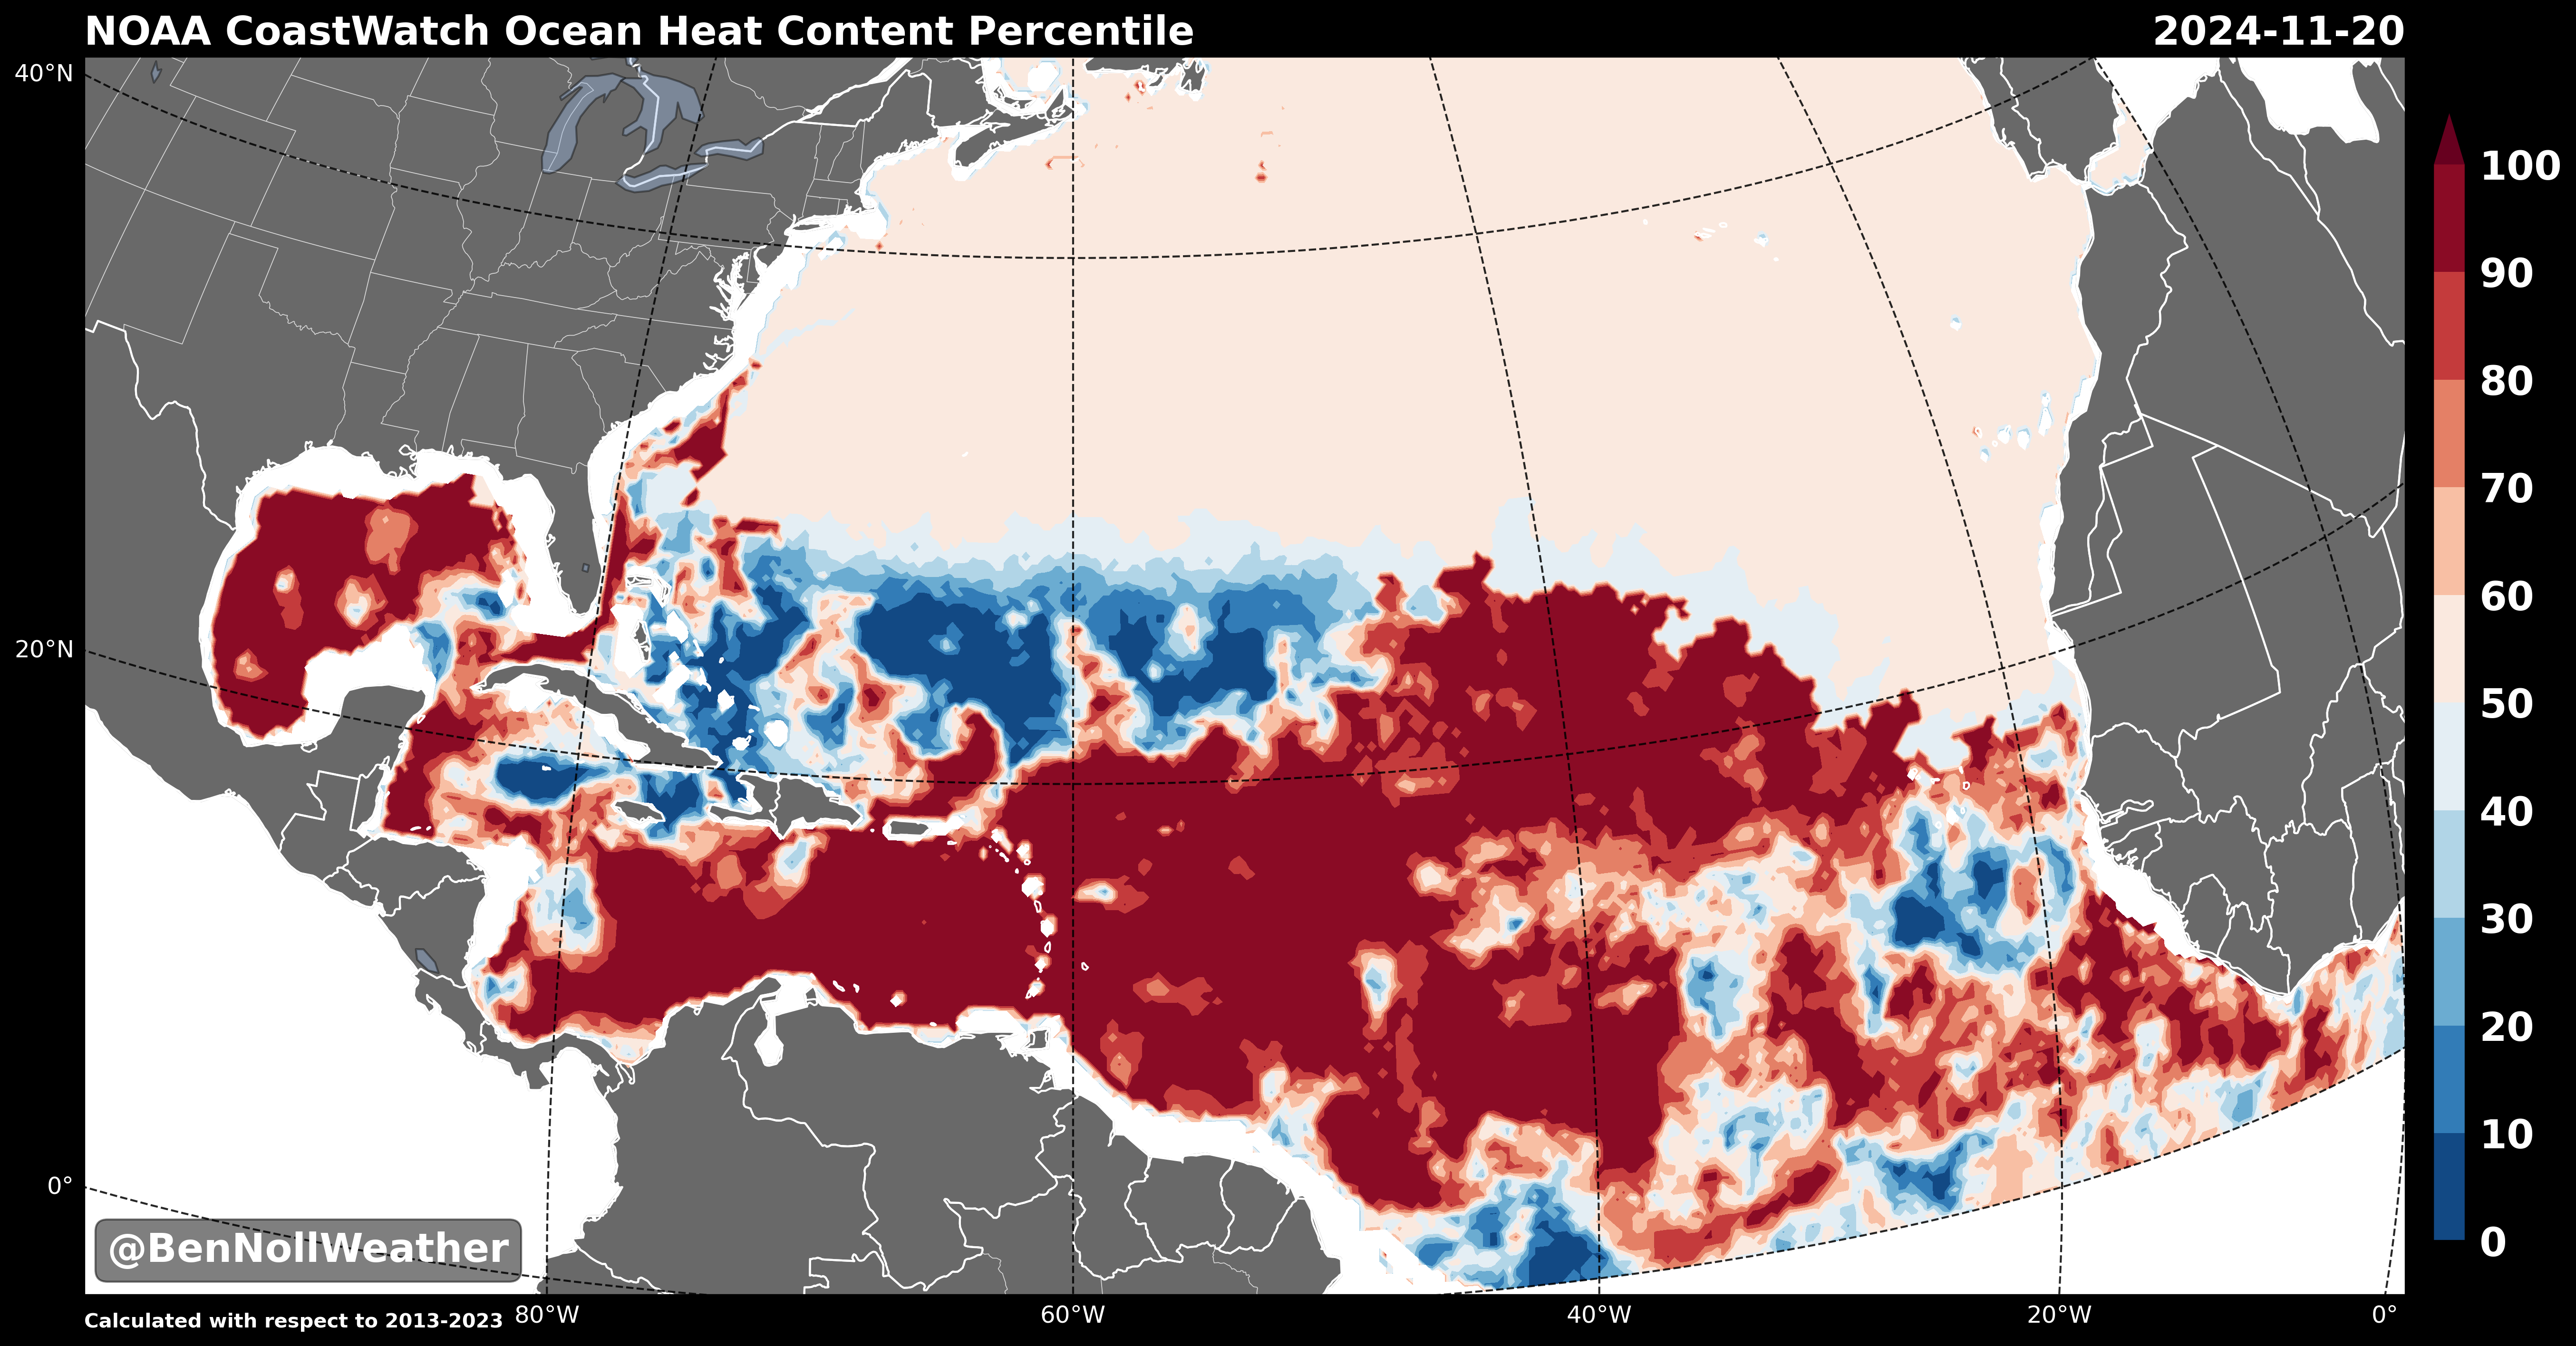 NOAA CoastWatch Ocean Heat Content Percentile
2024-11-20
40°N
20°N
0°
100
90
80
70
60
50
40
30
20
10
0
@BenNollWeather
Calculated with respect to 2013-2023
80°W
60°W
40°W
20°W
0°